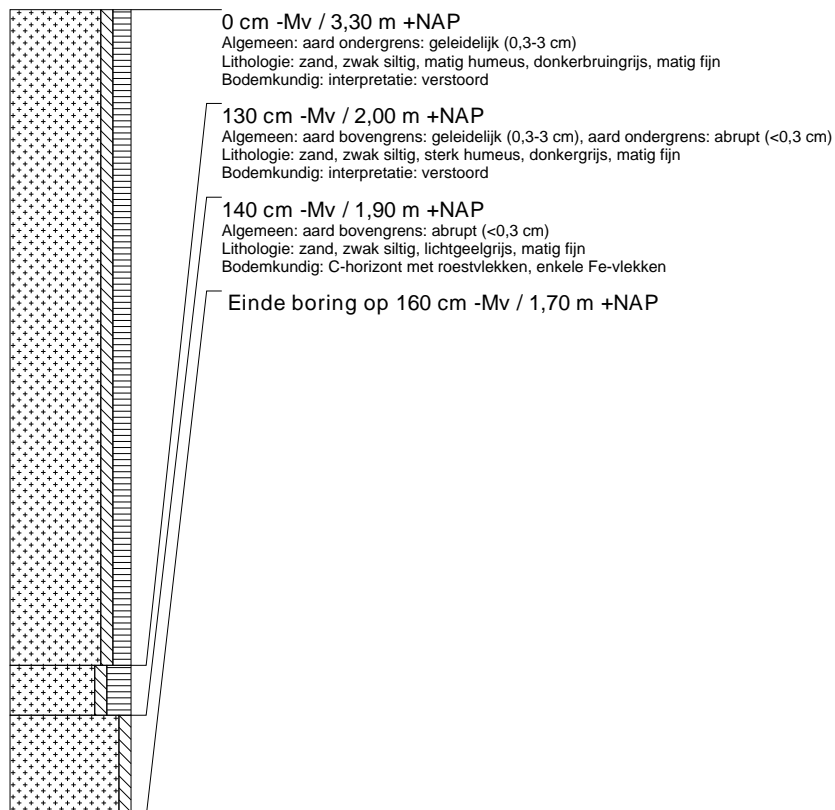 0 cm -Mv / 3,30 m +NAP
Algemeen: aard ondergrens: geleidelijk (0,3-3 cm)
Lithologie: zand, zwak siltig, matig humeus, donkerbruingrijs, matig fijn
Bodemkundig: interpretatie: verstoord
130 cm -Mv / 2,00 m +NAP
Algemeen: aard bovengrens: geleidelijk (0,3-3 cm), aard ondergrens: abrupt (<0,3 cm)
Lithologie: zand, zwak siltig, sterk humeus, donkergrijs, matig fijn
Bodemkundig: interpretatie: verstoord
140 cm -Mv / 1,90 m +NAP
Algemeen: aard bovengrens: abrupt (<0,3 cm)
Lithologie: zand, zwak siltig, lichtgeelgrijs, matig fijn
Bodemkundig: C-horizont met roestvlekken, enkele Fe-vlekken
Einde boring op 160 cm -Mv / 1,70 m +NAP